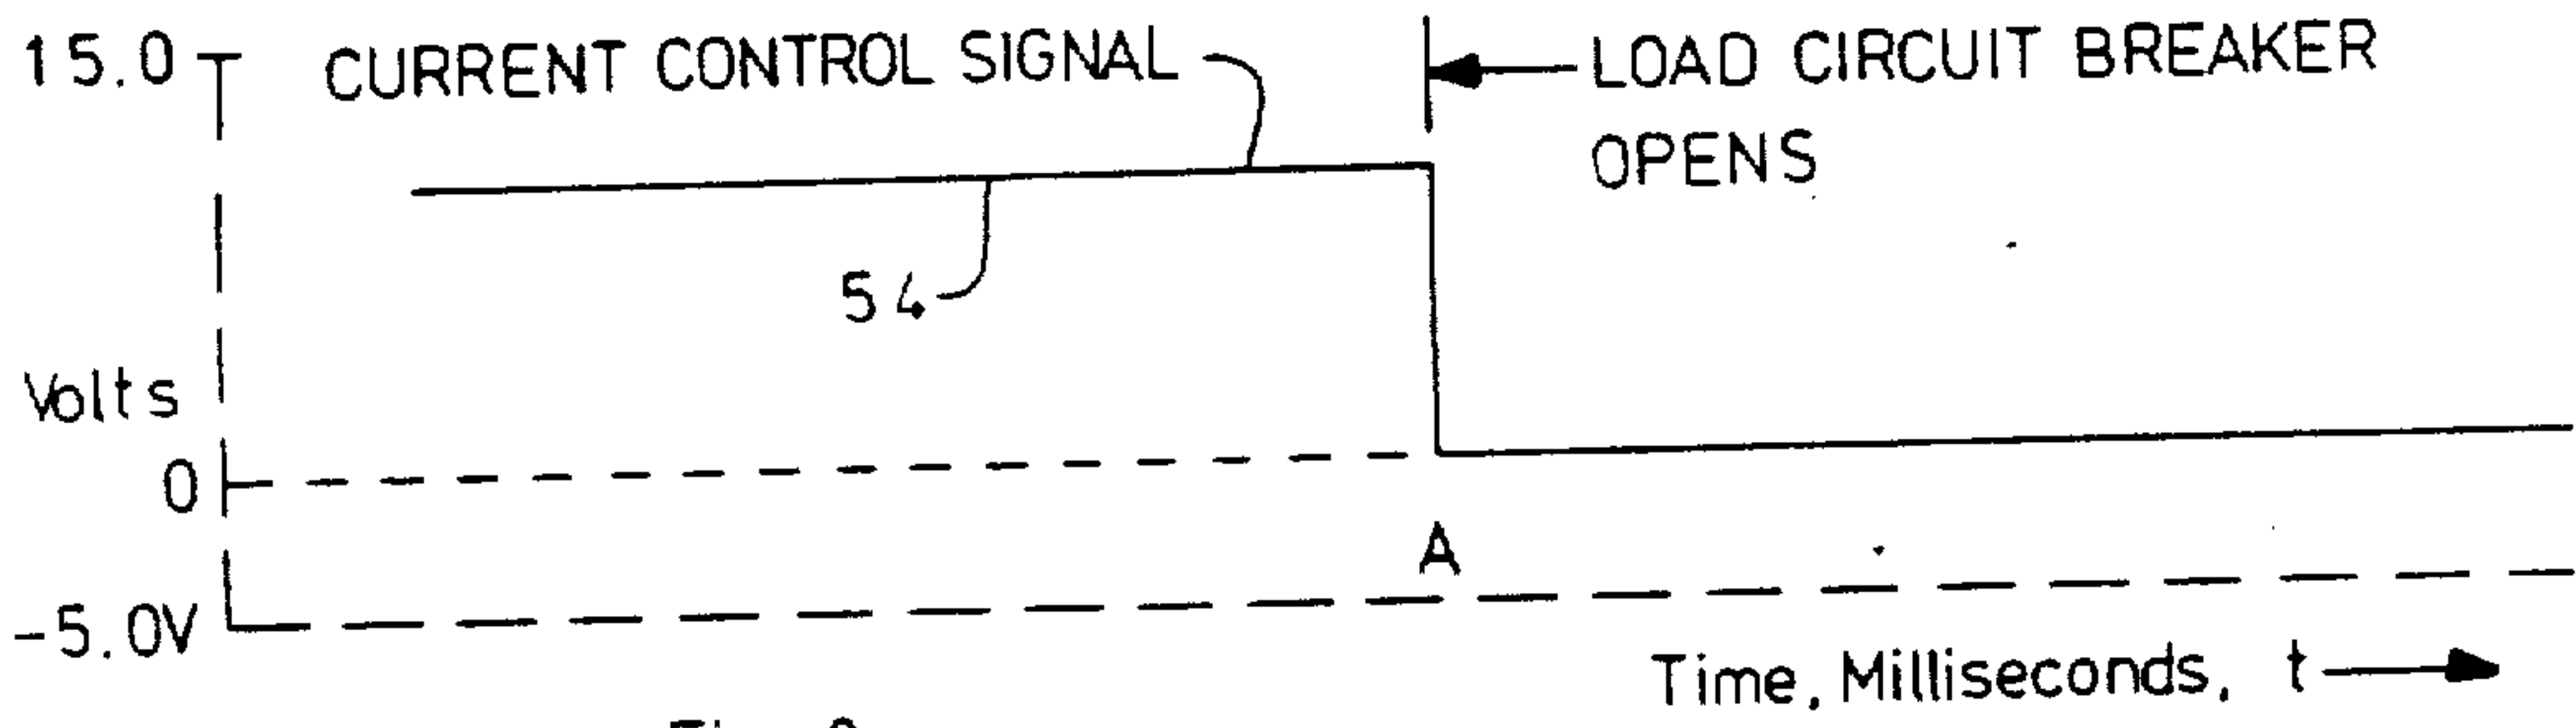 15.0
CURRENT CONTROL SIGNAL
LOAD CIRCUIT BREAKER
OPENS
54
Volts
0
A
-5.0V
Time, Milliseconds, t